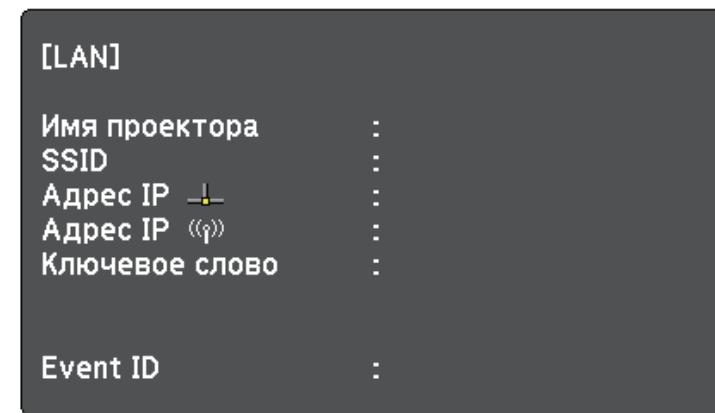 [LAN]
Имя проектора :
SSID :
Адрес IP :
Адрес IP :
Ключевое слово :
Event ID :